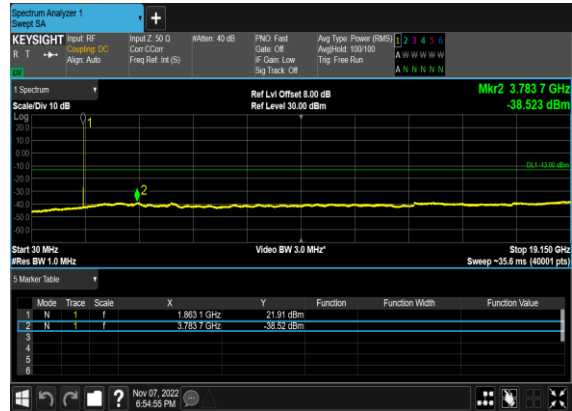 Spectrum Analyzer 1
Swept SA
+
KEYSIGHT Input: RF Input Z: 50 Ω #Atten: 40 dB PNO: Fast Avg Type: Power (RMS) 1 2 3 4 5 6
R T Coupling: DC Corr CCorr Gate: Off Avg|Hold: 100/100 A W W W W W
Align: Auto Freq Ref: Int (S) IF Gain: Low Trig: Free Run
LW Sig Track: Off A N N N N N
1 Spectrum Ref Lvl Offset 8.00 dB Mkr2 3.783 7 GHz
Scale/Div 10 dB Ref Level 30.00 dBm -38.523 dBm
Log
20.0 1
10.0
0.00
-10.0 DL1 -13.00 dBm
-20.0
-30.0 2
-40.0
-50.0
-60.0
Start 30 MHz Video BW 3.0 MHz* Stop 19.150 GHz
#Res BW 1.0 MHz Sweep ~35.6 ms (40001 pts)
5 Marker Table
Mode Trace Scale X Y Function Function Width Function Value
1 N 1 f 1.863 1 GHz 21.91 dBm
2 N 1 f 3.783 7 GHz -38.52 dBm
3
4
5
6
? Nov 07, 2022
6:54:55 PM